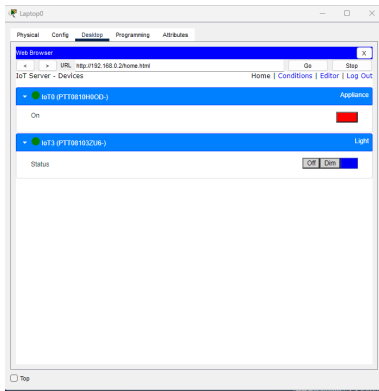 Laptop0
Physical Config Desktop Programming Attributes
Web Browser X
< > URL http://192.168.0.2/home.html Go Stop
IoT Server - Devices Home | Conditions | Editor | Log Out
IoT0 (PTT0810H0OD-) Appliance
On
IoT3 (PTT08103ZU6-) Light
Status Off Dim
Top